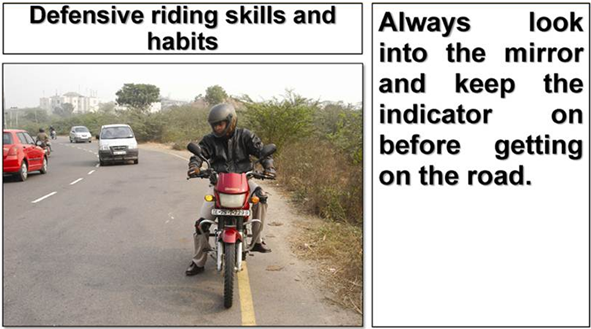 Defensive riding skills and
habits
Always look
into the mirror
and keep the
indicator on
before getting
on the road.